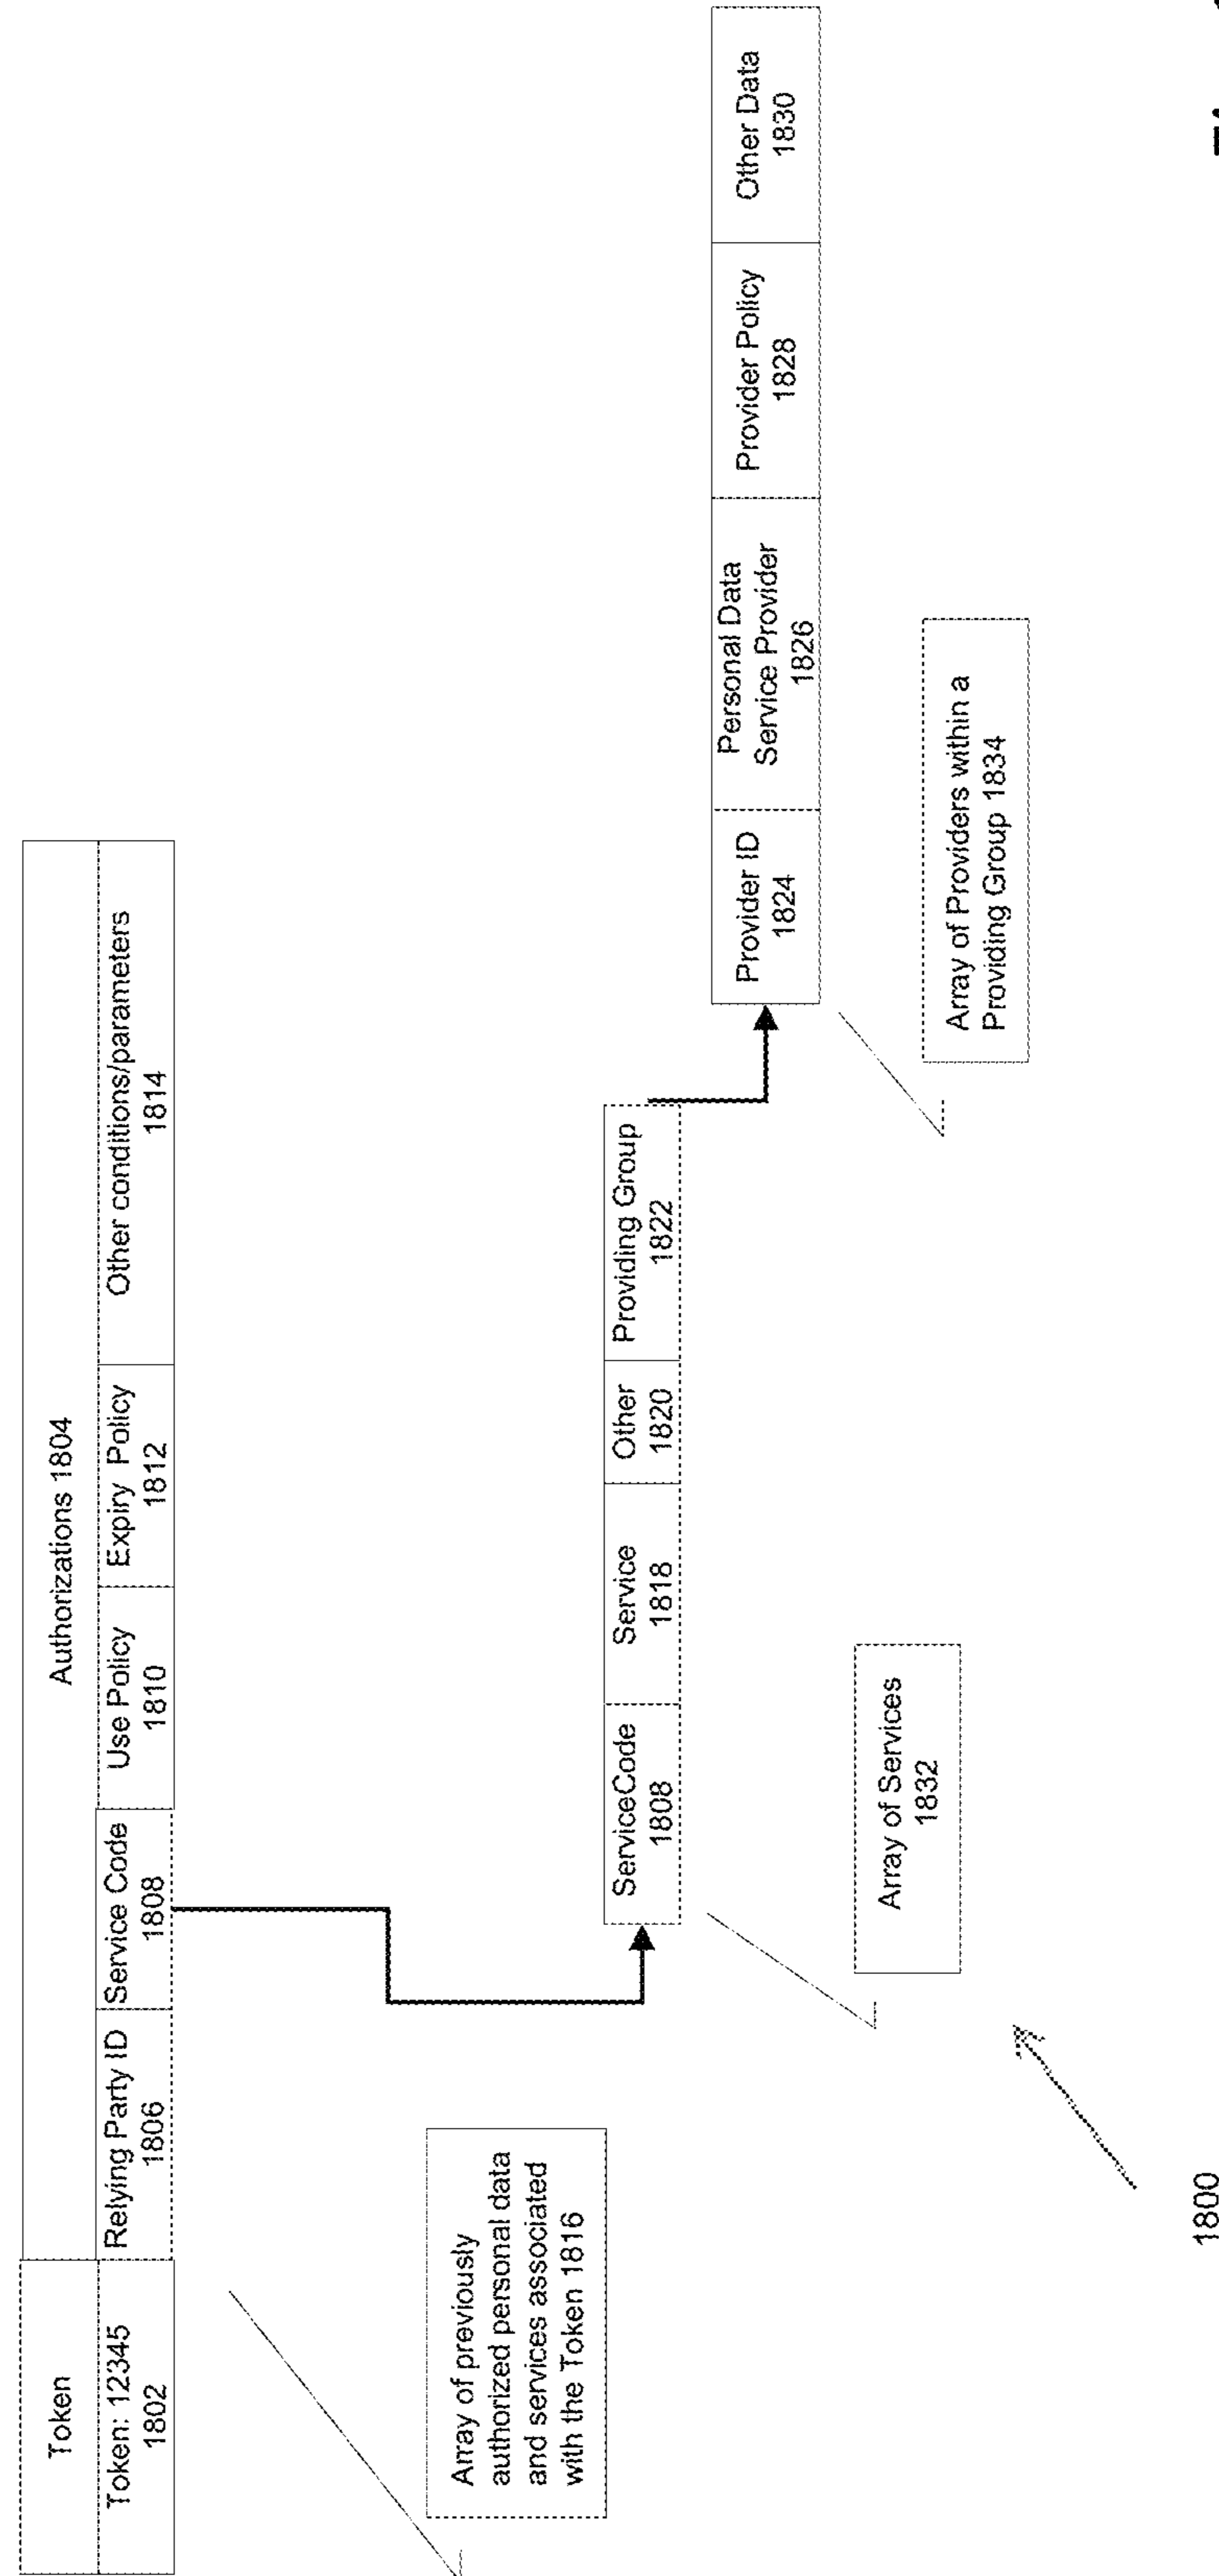 Token
Authorizations 1804
Token: 12345
1802
Relying Party ID
1806
Service Code
1808
Use Policy
1810
Expiry Policy
1812
Other conditions/parameters
1814
Array of previously
authorized personal data
and services associated
with the Token 1816
ServiceCode
1808
Service
1818
Other
1820
Providing Group
1822
Array of Services
1832
Provider ID
1824
Personal Data
Service Provider
1826
Provider Policy
1828
Other Data
1830
Array of Providers within a
Providing Group 1834
1800